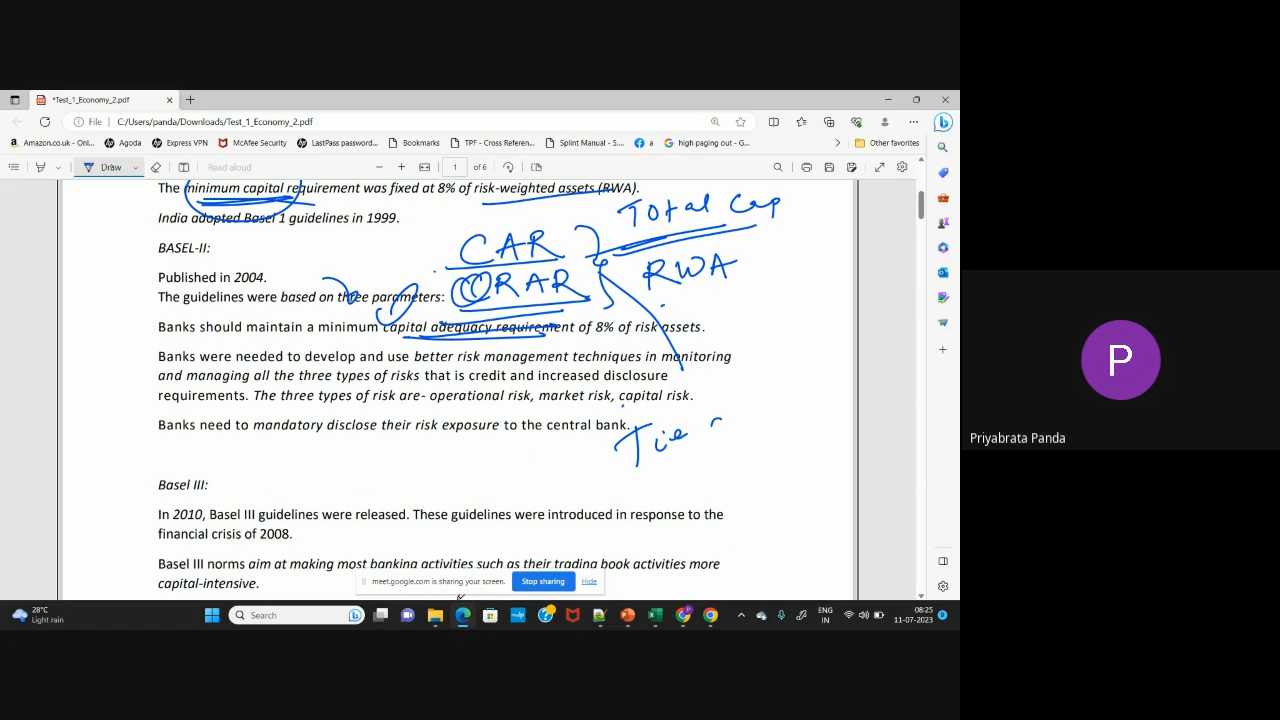 *Test_1_Economy_2.pdf
File C:/Users/panda/Downloads/Test_1_Economy_2.pdf
Amazon.co.uk - Onl... Agoda Express VPN McAfee Security LastPass password... Bookmarks TPF - Cross Referen... Splint Manual - 5.... a high paging out - G... Other favorites
Draw Read aloud 1 of 6
The minimum capital requirement was fixed at 8% of risk-weighted assets (RWA).
Total Cap
India adopted Basel 1 guidelines in 1999.
CAR
BASEL-II:
RWA
Published in 2004.
CRAR
The guidelines were based on three parameters:
Banks should maintain a minimum capital adequacy requirement of 8% of risk assets.
Banks were needed to develop and use better risk management techniques in monitoring
and managing all the three types of risks that is credit and increased disclosure
requirements. The three types of risk are- operational risk, market risk, capital risk.
Banks need to mandatory disclose their risk exposure to the central bank.
Tie
Basel III:
In 2010, Basel III guidelines were released. These guidelines were introduced in response to the
financial crisis of 2008.
Basel III norms aim at making most banking activities such as their trading book activities more
capital-intensive.
meet.google.com is sharing your screen. Stop sharing Hide
P
Priyabrata Panda
28°C
Light rain
Search
ENG
IN
08:25
11-07-2023